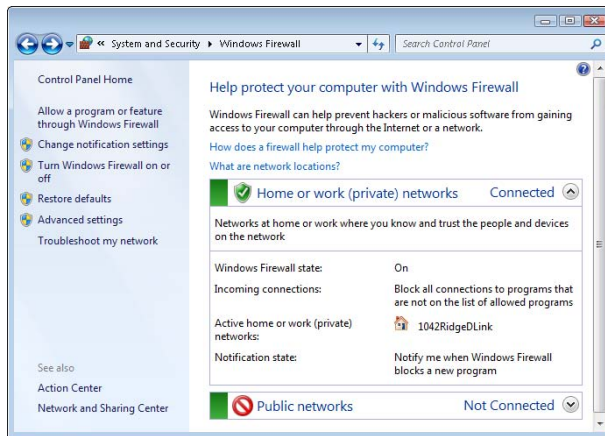 « System and Security ▸ Windows Firewall
Search Control Panel
Control Panel Home
Allow a program or feature
through Windows Firewall
Change notification settings
Turn Windows Firewall on or
off
Restore defaults
Advanced settings
Troubleshoot my network
See also
Action Center
Network and Sharing Center
Help protect your computer with Windows Firewall
Windows Firewall can help prevent hackers or malicious software from gaining
access to your computer through the Internet or a network.
How does a firewall help protect my computer?
What are network locations?
Home or work (private) networks Connected
Networks at home or work where you know and trust the people and devices
on the network
Windows Firewall state: On
Incoming connections: Block all connections to programs that
are not on the list of allowed programs
Active home or work (private) 1042RidgeDLink
networks:
Notification state: Notify me when Windows Firewall
blocks a new program
Public networks Not Connected